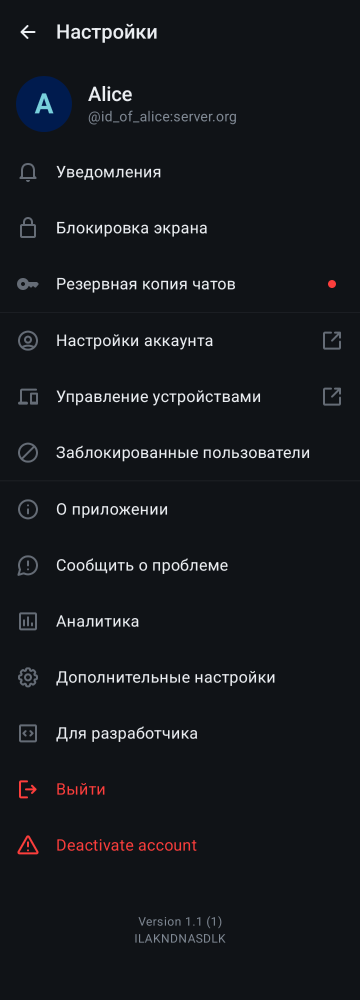 Настройки
A
Alice
@id_of_alice:server.org
Уведомления
Блокировка экрана
Резервная копия чатов
Настройки аккаунта
Управление устройствами
Заблокированные пользователи
О приложении
Сообщить о проблеме
Аналитика
Дополнительные настройки
Для разработчика
Выйти
Deactivate account
Version 1.1 (1)
ILAKNDNASDLK